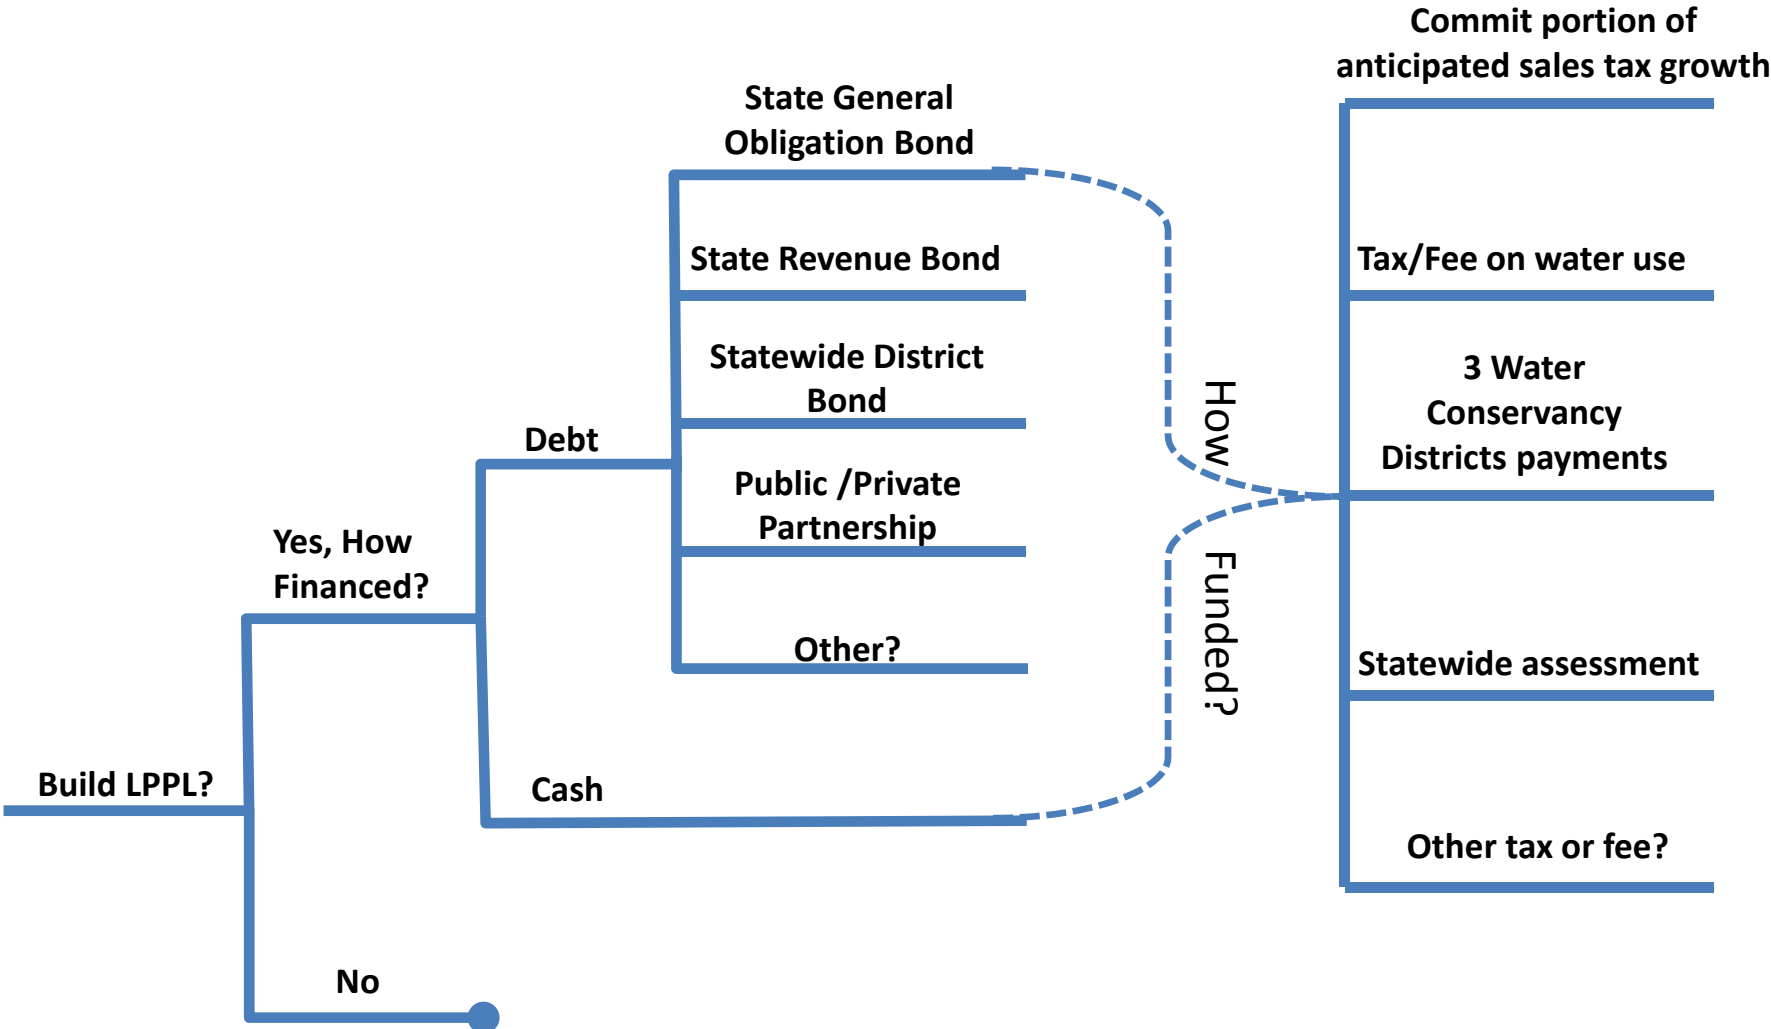 Commit portion of
anticipated sales tax growth
State General
Obligation Bond
State Revenue Bond
Tax/Fee on water use
Statewide District
Bond
3 Water
Conservancy
Districts payments
Debt
How
Funded?
Public /Private
Partnership
Yes, How
Financed?
Other?
Statewide assessment
Build LPPL?
Cash
Other tax or fee?
No